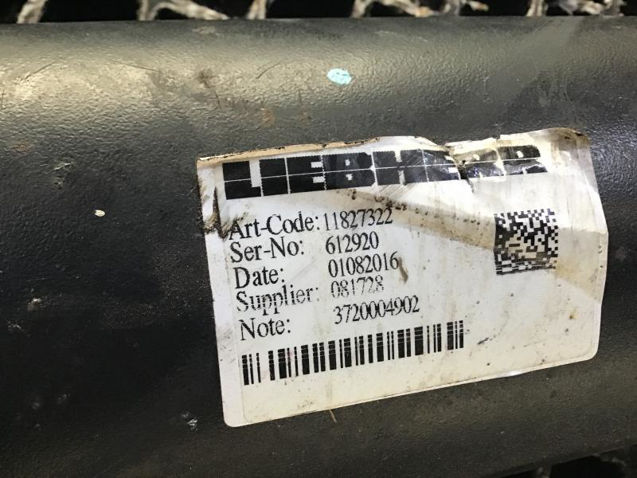 LIEBHERR
Art-Code: 11827322
Ser-No: 612920
Date: 01082016
Supplier: 081728
Note: 3720004902